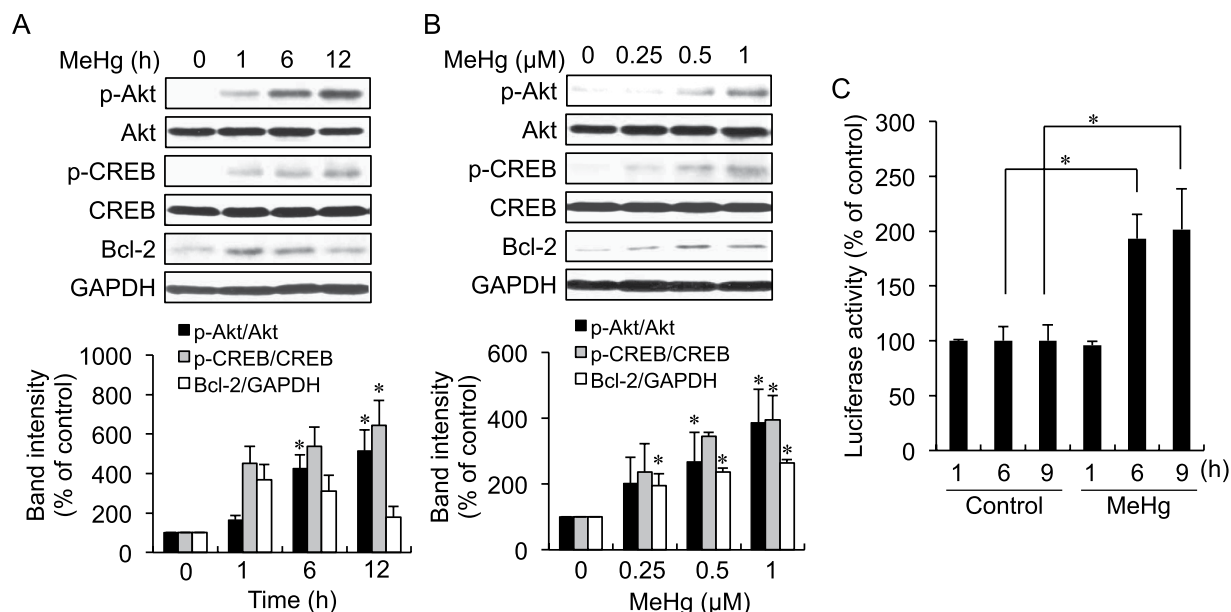 A
MeHg (h) 0 1 6 12
p-Akt
Akt
p-CREB
CREB
Bcl-2
GAPDH
p-Akt/Akt
p-CREB/CREB
Bcl-2/GAPDH
Band intensity
(% of control)
1000
800
600
400
200
0
* * *
0 1 6 12
Time (h)
B
MeHg (µM) 0 0.25 0.5 1
p-Akt
Akt
p-CREB
CREB
Bcl-2
GAPDH
p-Akt/Akt
p-CREB/CREB
Bcl-2/GAPDH
Band intensity
(% of control)
600
400
200
0
* * * * * *
0 0.25 0.5 1
MeHg (µM)
C
Luciferase activity (% of control)
300
250
200
150
100
50
0
*
*
1 6 9 1 6 9 (h)
Control MeHg